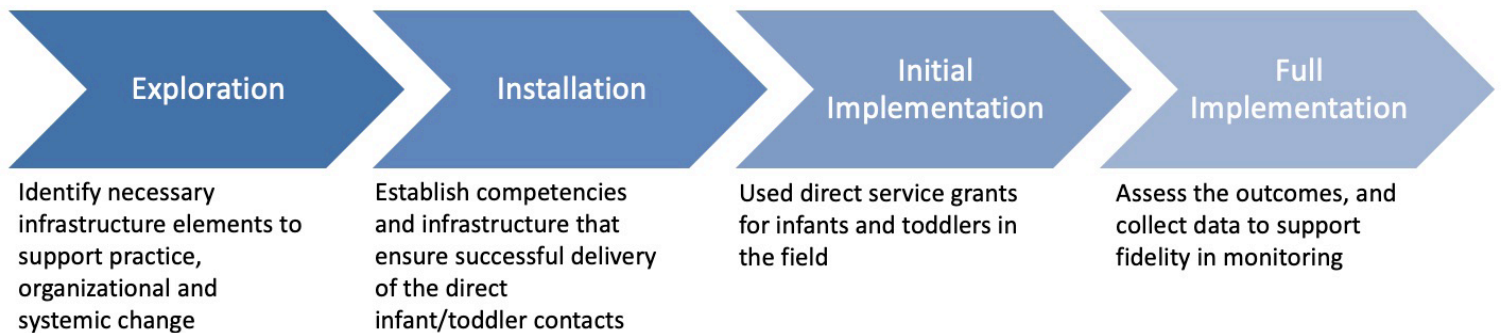 Exploration
Identify necessary
infrastructure elements to
support practice,
organizational and
systemic change
Installation
Establish competencies
and infrastructure that
ensure successful delivery
of the direct
infant/toddler contacts
Initial
Implementation
Used direct service grants
for infants and toddlers in
the field
Full
Implementation
Assess the outcomes, and
collect data to support
fidelity in monitoring